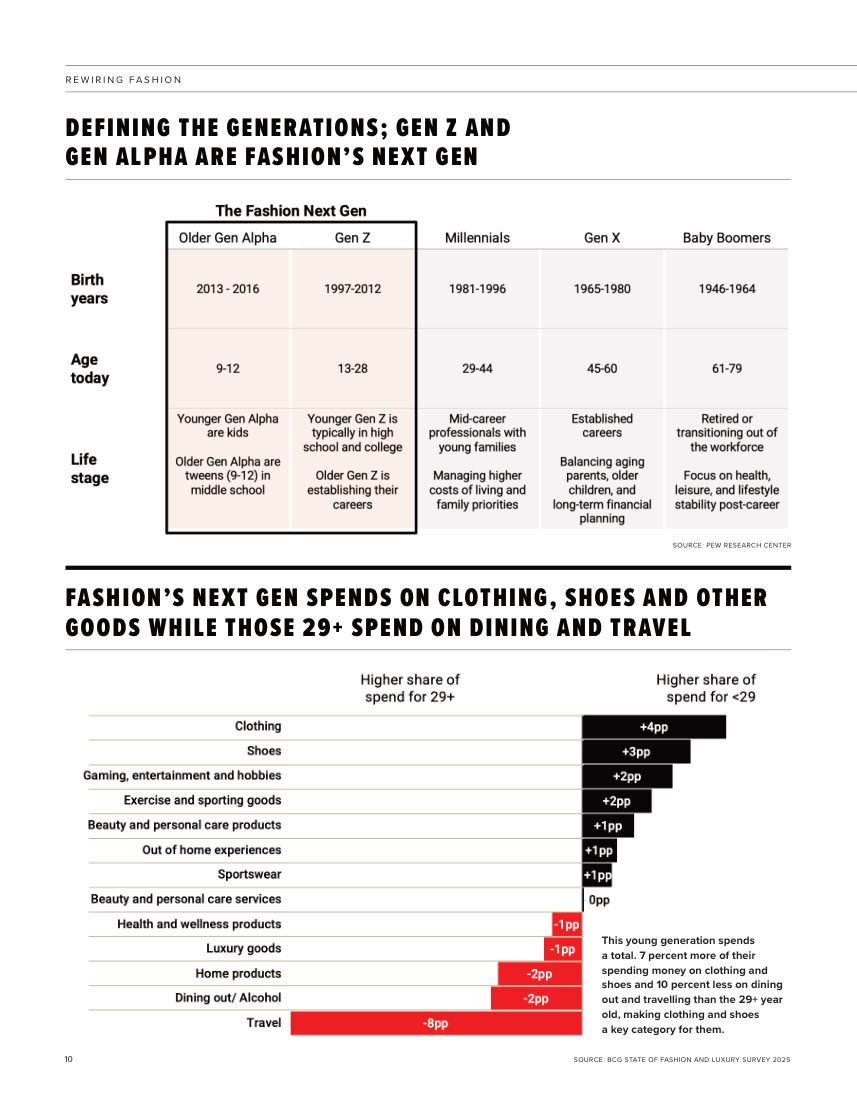 REWIRING FASHION
DEFINING THE GENERATIONS; GEN Z AND
GEN ALPHA ARE FASHION'S NEXT GEN
The Fashion Next Gen
Older Gen Alpha Gen Z Millennials Gen X Baby Boomers
Birth
years
2013 - 2016 1997-2012 1981-1996 1965-1980 1946-1964
Age
today
9-12 13-28 29-44 45-60 61-79
Life
stage
Younger Gen Alpha
are kids
Older Gen Alpha are
tweens (9-12) in
middle school
Younger Gen Z is
typically in high
school and college
Older Gen Z is
establishing their
careers
Mid-career
professionals with
young families
Managing higher
costs of living and
family priorities
Established
careers
Balancing aging
parents, older
children, and
long-term financial
planning
Retired or
transitioning out of
the workforce
Focus on health,
leisure, and lifestyle
stability post-career
SOURCE: PEW RESEARCH CENTER
FASHION'S NEXT GEN SPENDS ON CLOTHING, SHOES AND OTHER
GOODS WHILE THOSE 29+ SPEND ON DINING AND TRAVEL
Higher share of
spend for 29+
Higher share of
spend for <29
Clothing +4pp
Shoes +3pp
Gaming, entertainment and hobbies +2pp
Exercise and sporting goods +2pp
Beauty and personal care products +1pp
Out of home experiences +1pp
Sportswear +1pp
Beauty and personal care services 0pp
Health and wellness products -1pp
Luxury goods -1pp
Home products -2pp
Dining out/ Alcohol -2pp
Travel -8pp
This young generation spends
a total. 7 percent more of their
spending money on clothing and
shoes and 10 percent less on dining
out and travelling than the 29+ year
old, making clothing and shoes
a key category for them.
10
SOURCE: BCG STATE OF FASHION AND LUXURY SURVEY 2025